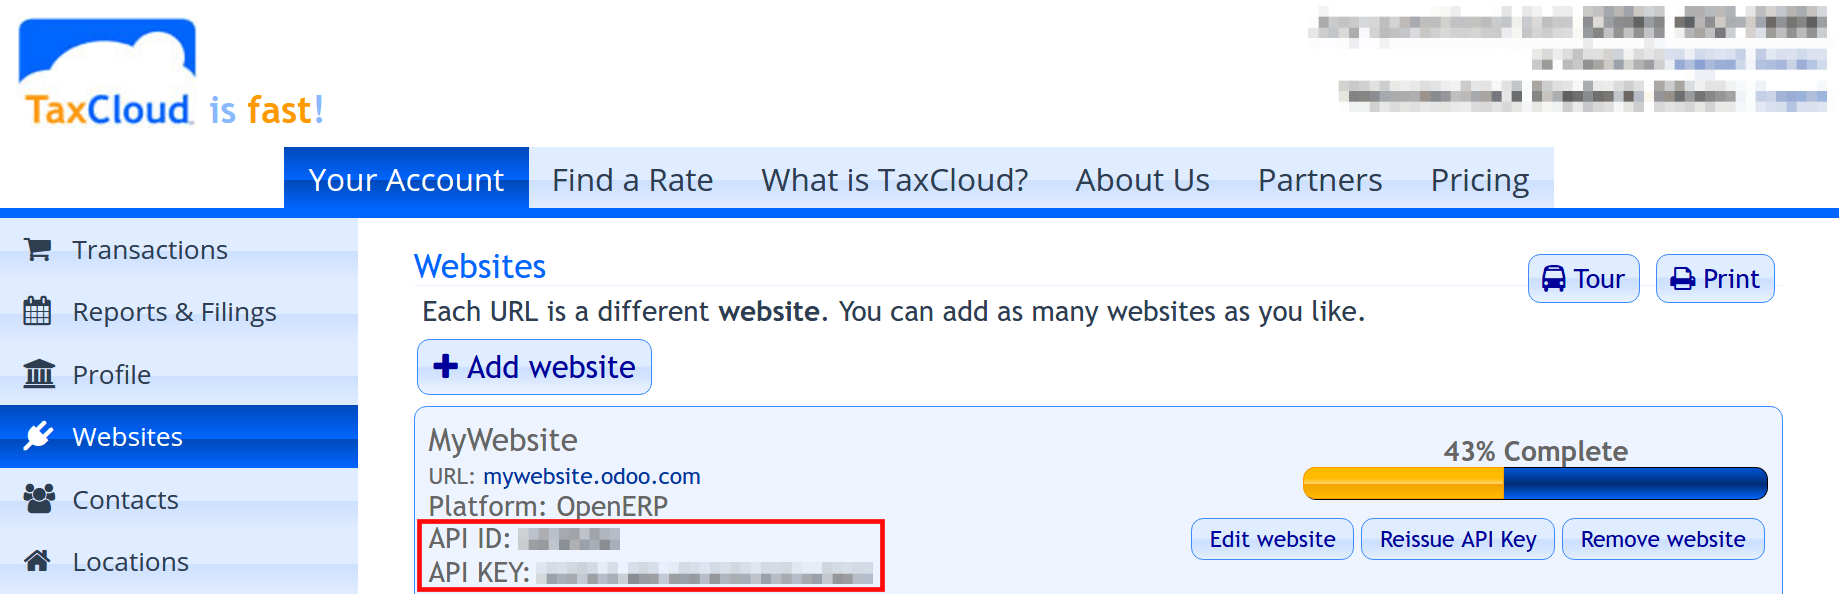 TaxCloud is fast!
Your Account Find a Rate What is TaxCloud? About Us Partners Pricing
Transactions
Reports & Filings
Profile
Websites
Contacts
Locations
Websites
Tour Print
Each URL is a different website. You can add as many websites as you like.
Add website
MyWebsite
URL: mywebsite.odoo.com
Platform: OpenERP
API ID:
API KEY:
43% Complete
Edit website Reissue API Key Remove website